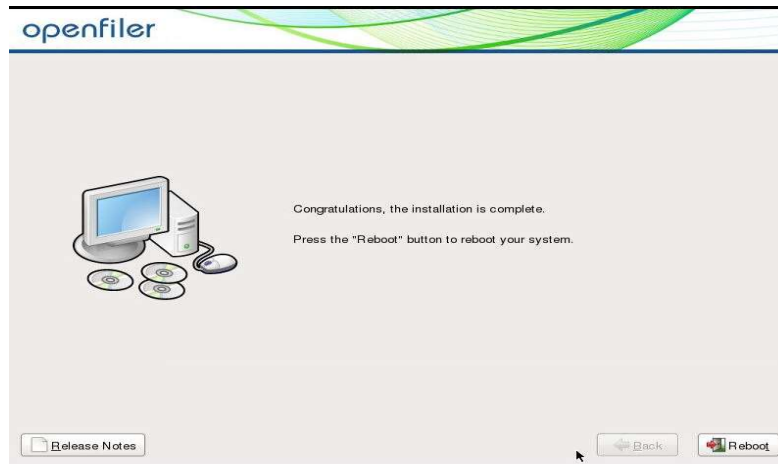 openfiler
Congratulations, the installation is complete.
Press the "Reboot" button to reboot your system.
Release Notes
Back
Reboot